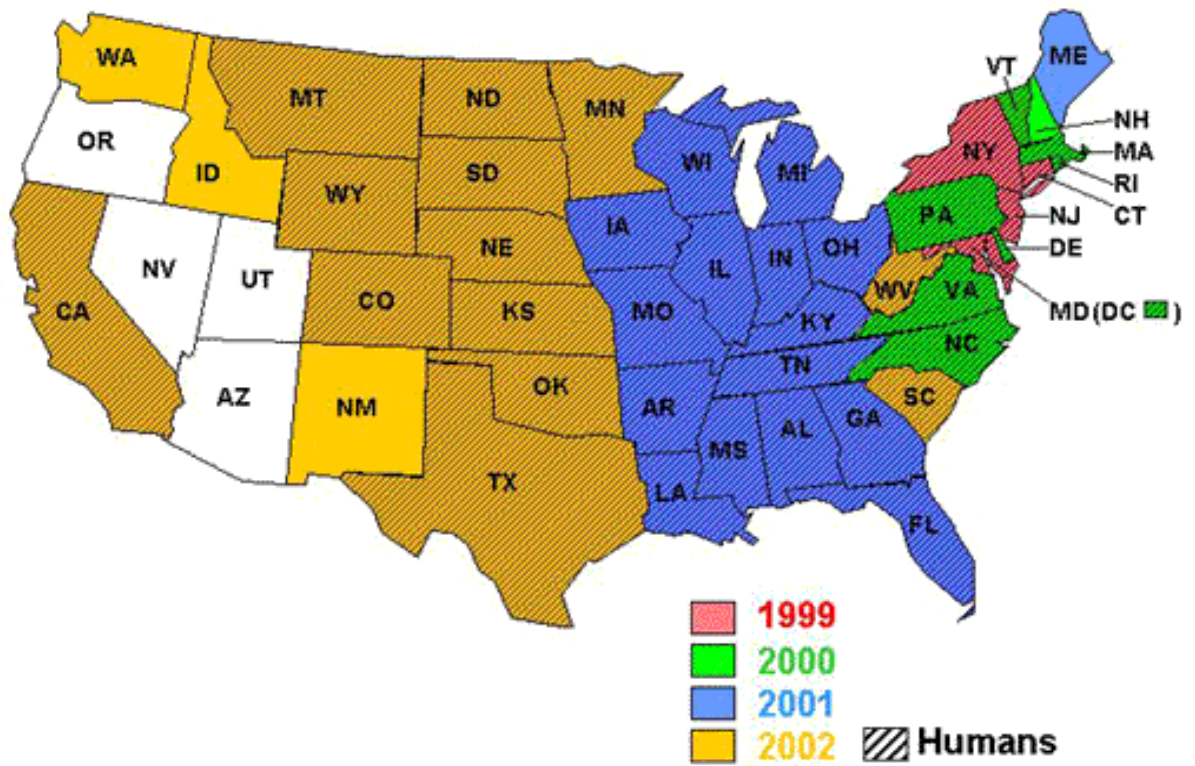 WA
MT
ND
MN
OR
ID
WY
SD
WI
MI
VT
ME
NH
NY
MA
RI
CT
PA
NJ
DE
NE
IA
NV
UT
CO
KS
CA
IL
IN
OH
WV
VA
MO
KY
MD (DC )
NC
TN
AZ
NM
OK
AR
SC
MS
AL
GA
TX
LA
FL
1999
2000
2001
2002
Humans